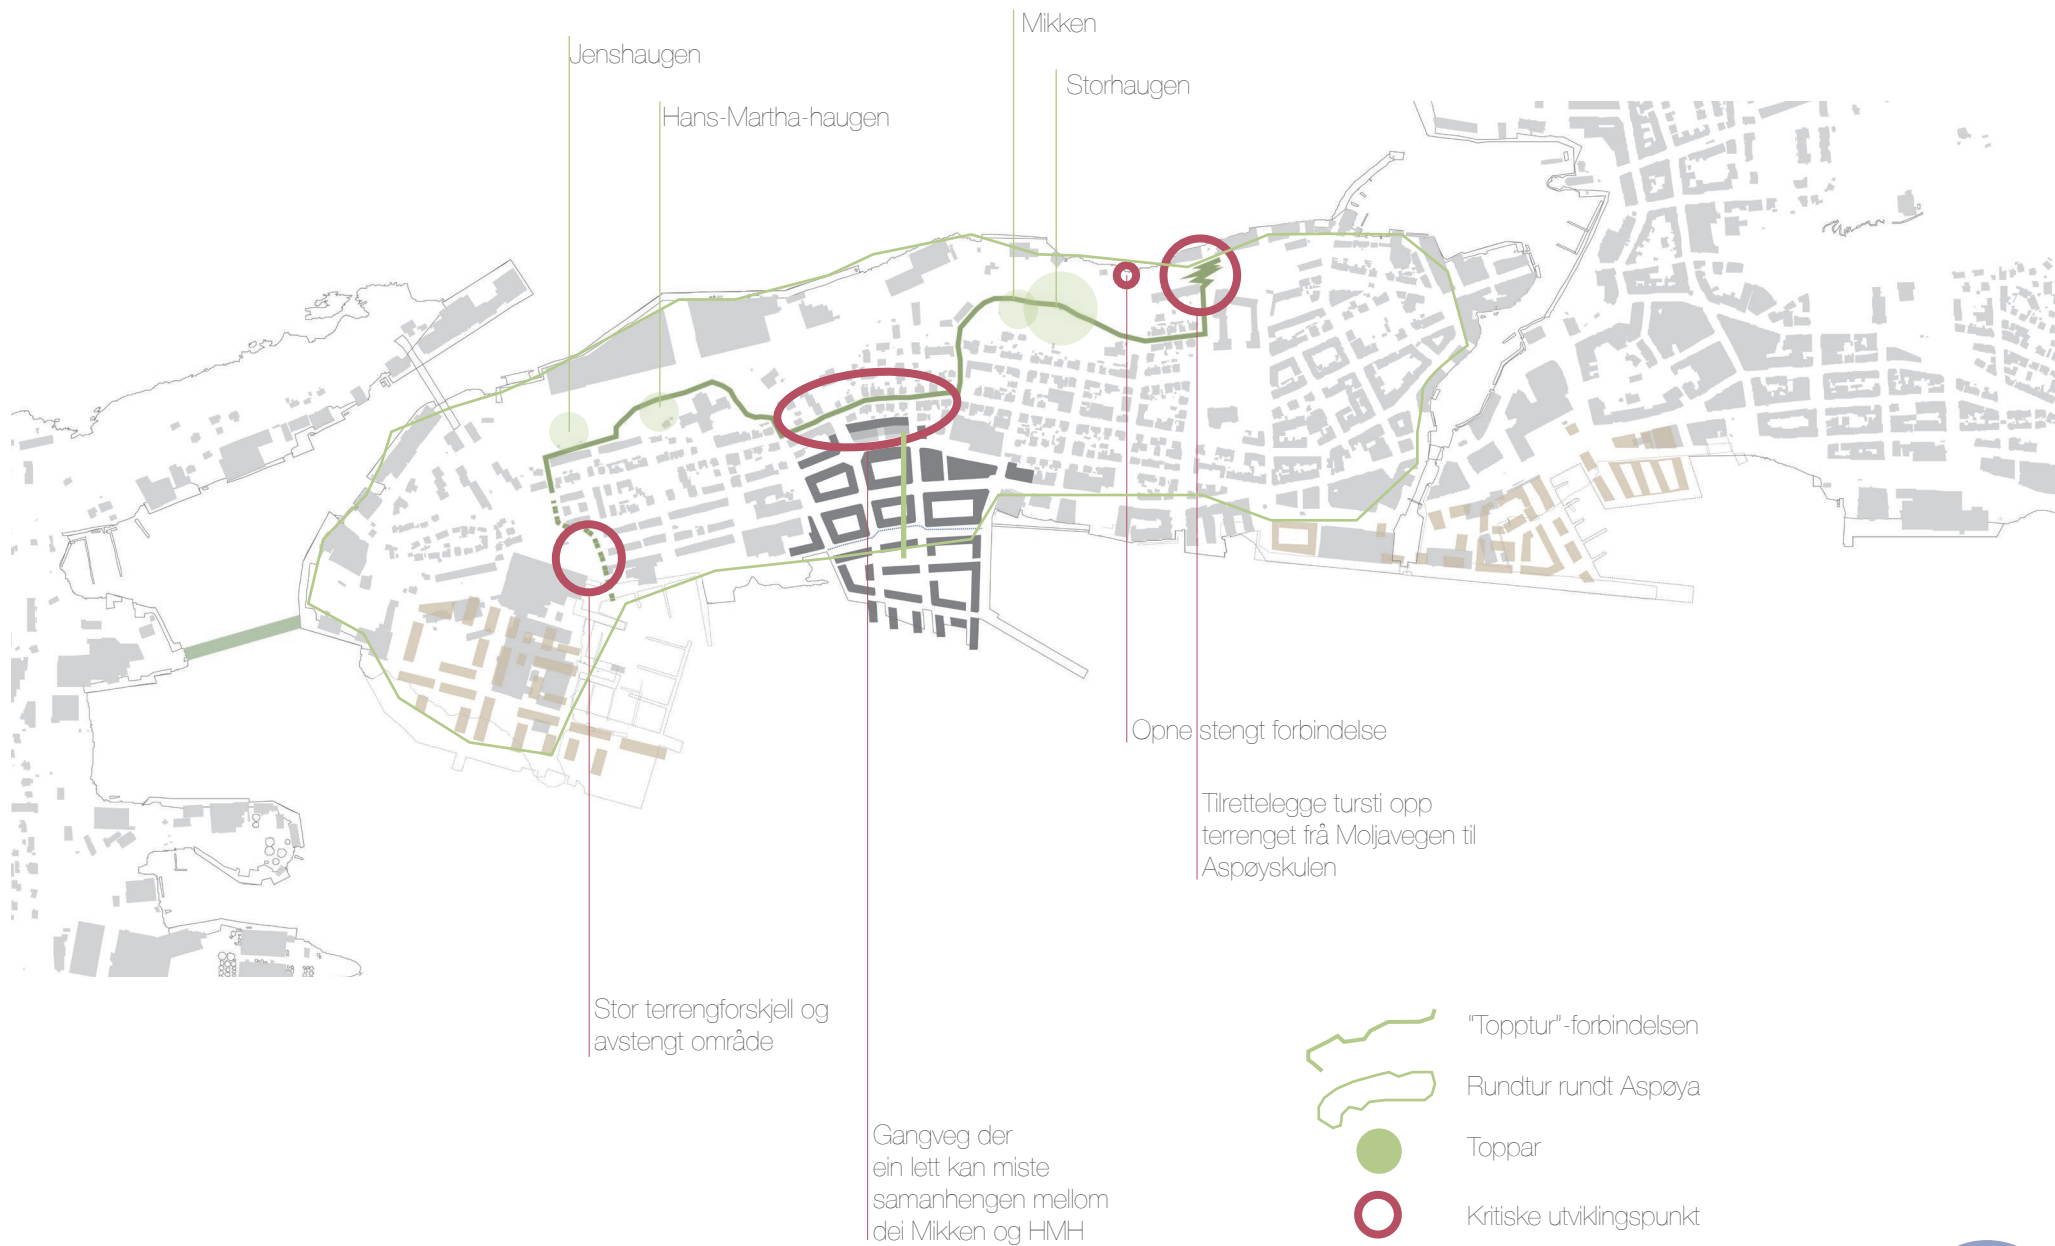 Mikken
Jenshaugen
Storhaugen
Hans-Martha-haugen
Opne stengt forbindelse
Tilrettelegge tursti opp
terrenget frå Moljavegen til
Aspøyskulen
Stor terrengforskjell og
avstengt område
Gangveg der
ein lett kan miste
samanhengen mellom
dei Mikken og HMH
"Topptur"-forbindelsen
Rundtur rundt Aspøya
Toppar
Kritiske utviklingspunkt